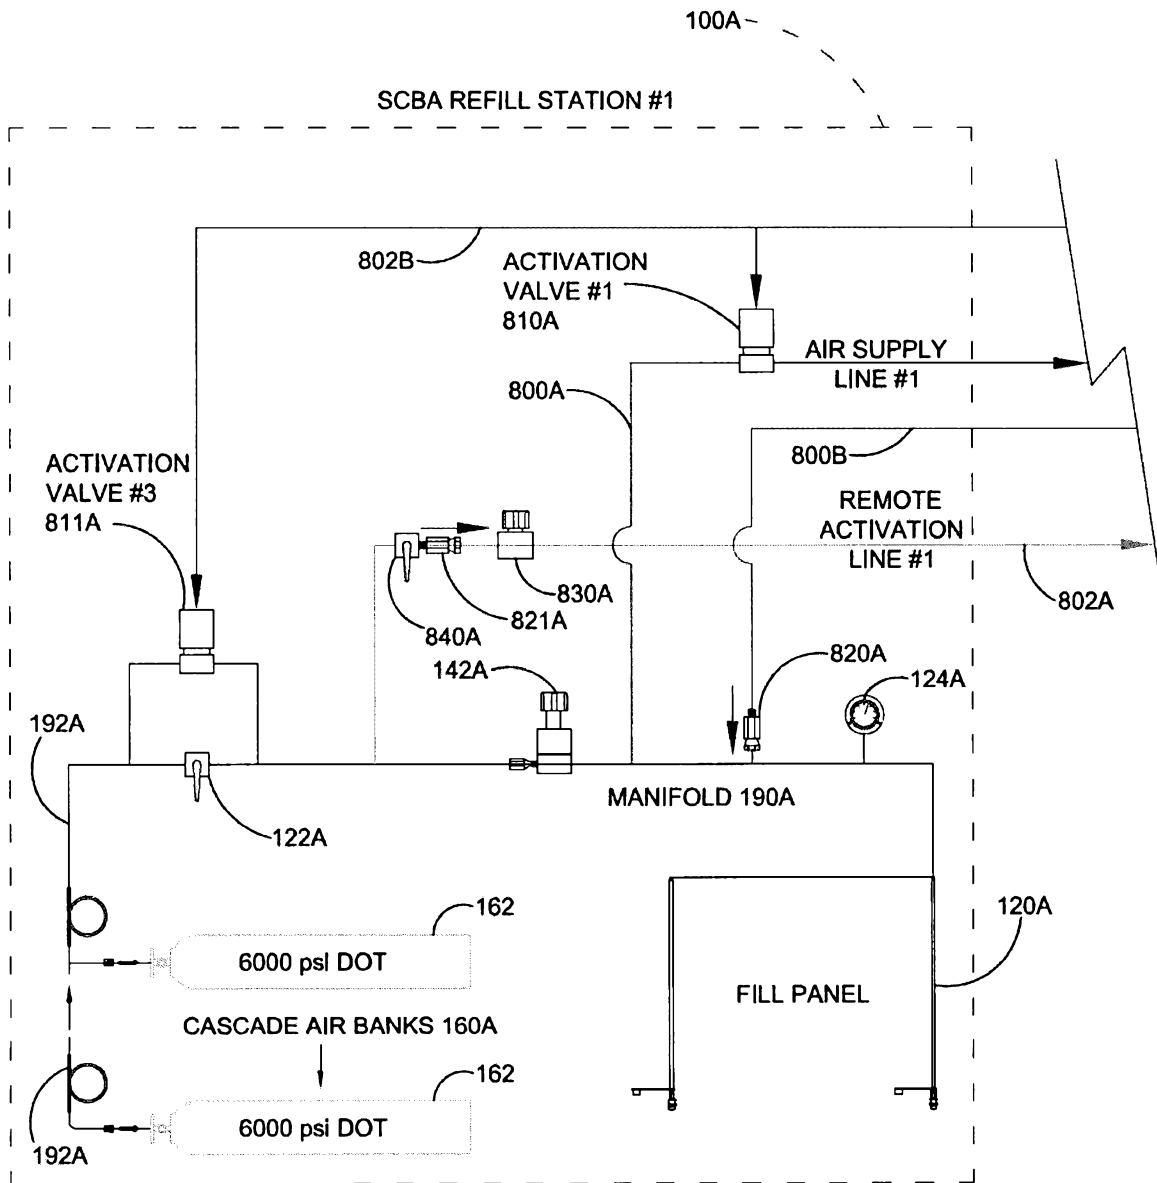 100A
SCBA REFILL STATION #1
802B
ACTIVATION
VALVE #1
810A
AIR SUPPLY
LINE #1
800A
800B
ACTIVATION
VALVE #3
811A
REMOTE
ACTIVATION
LINE #1
830A
802A
821A
840A
142A
820A
124A
192A
MANIFOLD 190A
122A
162
120A
6000 psI DOT
FILL PANEL
CASCADE AIR BANKS 160A
162
6000 psi DOT
192A